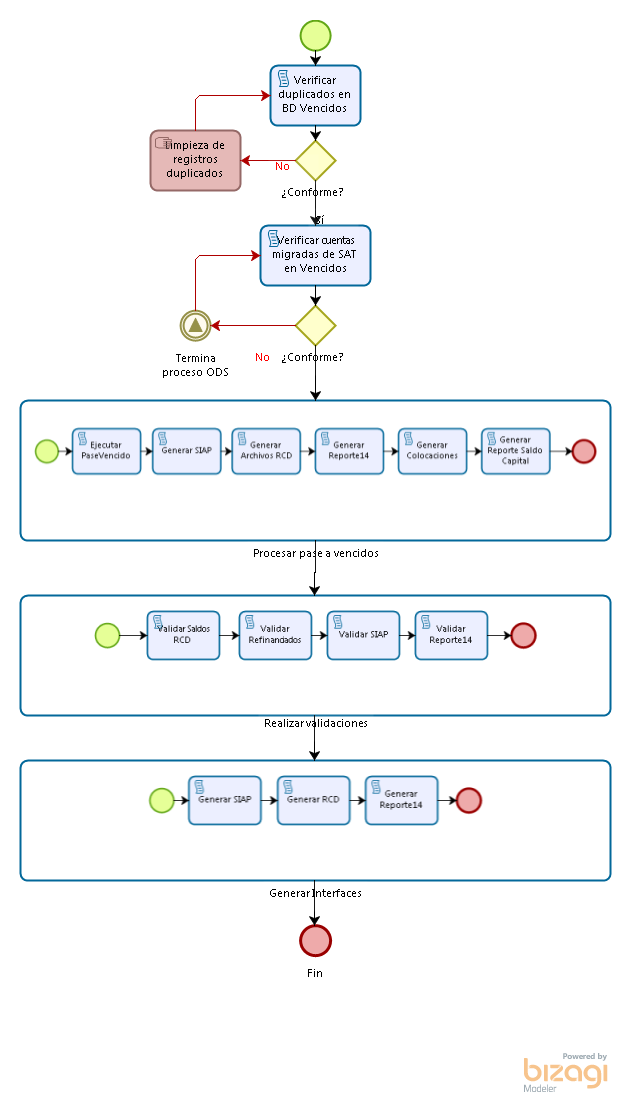 Verificar
duplicados en
BD Vencidos
Limpieza de
registros
duplicados
No
¿Conforme?
Sí
Verificar cuentas
migradas de SAT
en Vencidos
Termina
proceso ODS
No
¿Conforme?
Ejecutar
PaseVencido
Generar SIAP
Generar
Archivos RCD
Generar
Reporte14
Generar
Colocaciones
Generar
Reporte Saldo
Capital
Procesar pase a vencidos
Validar Saldos
RCD
Validar
Refinandados
Validar SIAP
Validar
Reporte14
Realizar validaciones
Generar SIAP
Generar RCD
Generar
Reporte14
Generar Interfaces
Fin
Powered by
bizagi
Modeler